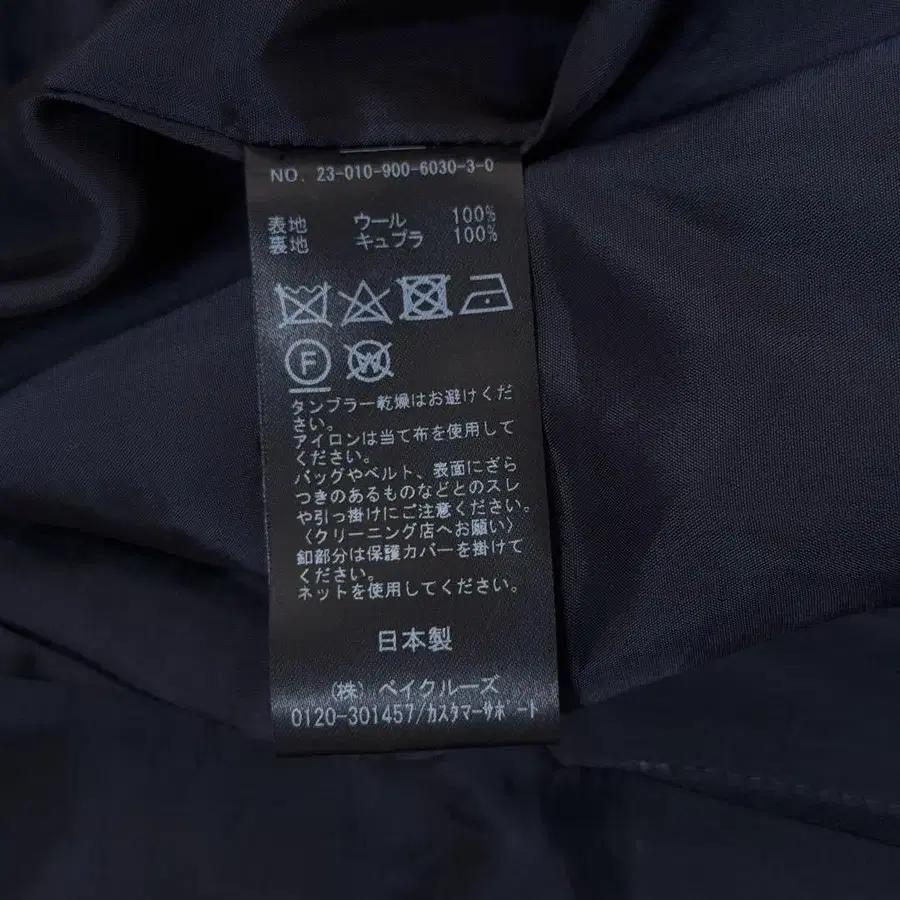 NO. 23-010-900-6030-3-0
表地 ウール 100%
裏地 キュプラ 100%
F W
タンブラー乾燥はお避けくだ
さい。
アイロンは当て布を使用して
ください。
バッグやベルト、表面にざら
つきのあるものなどとのスレ
や引っ掛けにご注意ください。
〈クリーニング店へお願い〉
釦部分は保護カバーを掛けて
ください。
ネットを使用してください。
日本製
(株) ベイクルーズ
0120-301457/カスタマーサポート